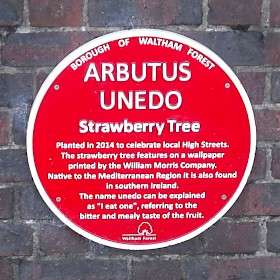 BOROUGH OF WALTHAM FOREST
ARBUTUS
UNEDO
Strawberry Tree
Planted in 2014 to celebrate local High Streets.
The strawberry tree features on a wallpaper
printed by the William Morris Company.
Native to the Mediterranean Region it is also found
in southern Ireland.
The name unedo can be explained
as "I eat one", referring to the
bitter and mealy taste of the fruit.
Waltham Forest